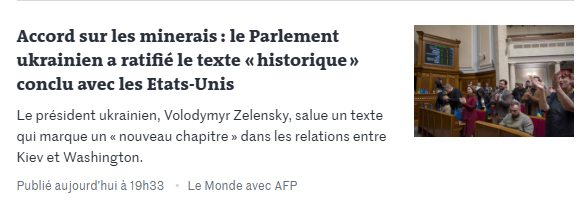 Accord sur les minerais : le Parlement
ukrainien a ratifié le texte « historique »
conclu avec les Etats-Unis
Le président ukrainien, Volodymyr Zelensky, salue un texte
qui marque un « nouveau chapitre » dans les relations entre
Kiev et Washington.
Publié aujourd’hui à 19h33 • Le Monde avec AFP